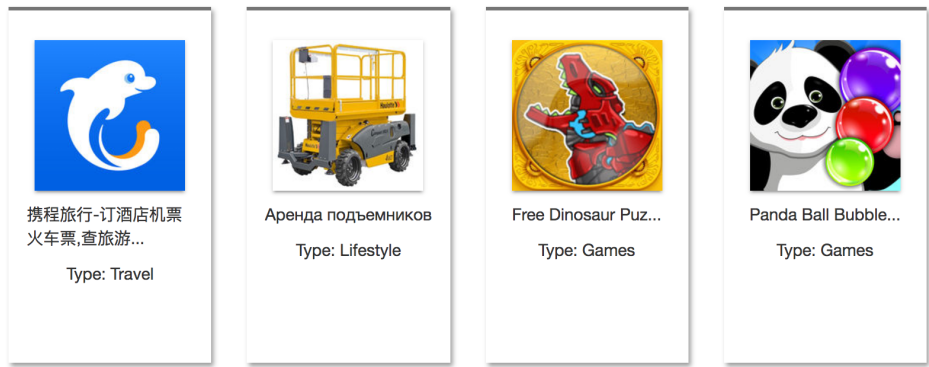 携程旅行-订酒店机票
火车票,查旅游...
Type: Travel
Аренда подъемников
Type: Lifestyle
Free Dinosaur Puz...
Type: Games
Panda Ball Bubble...
Type: Games